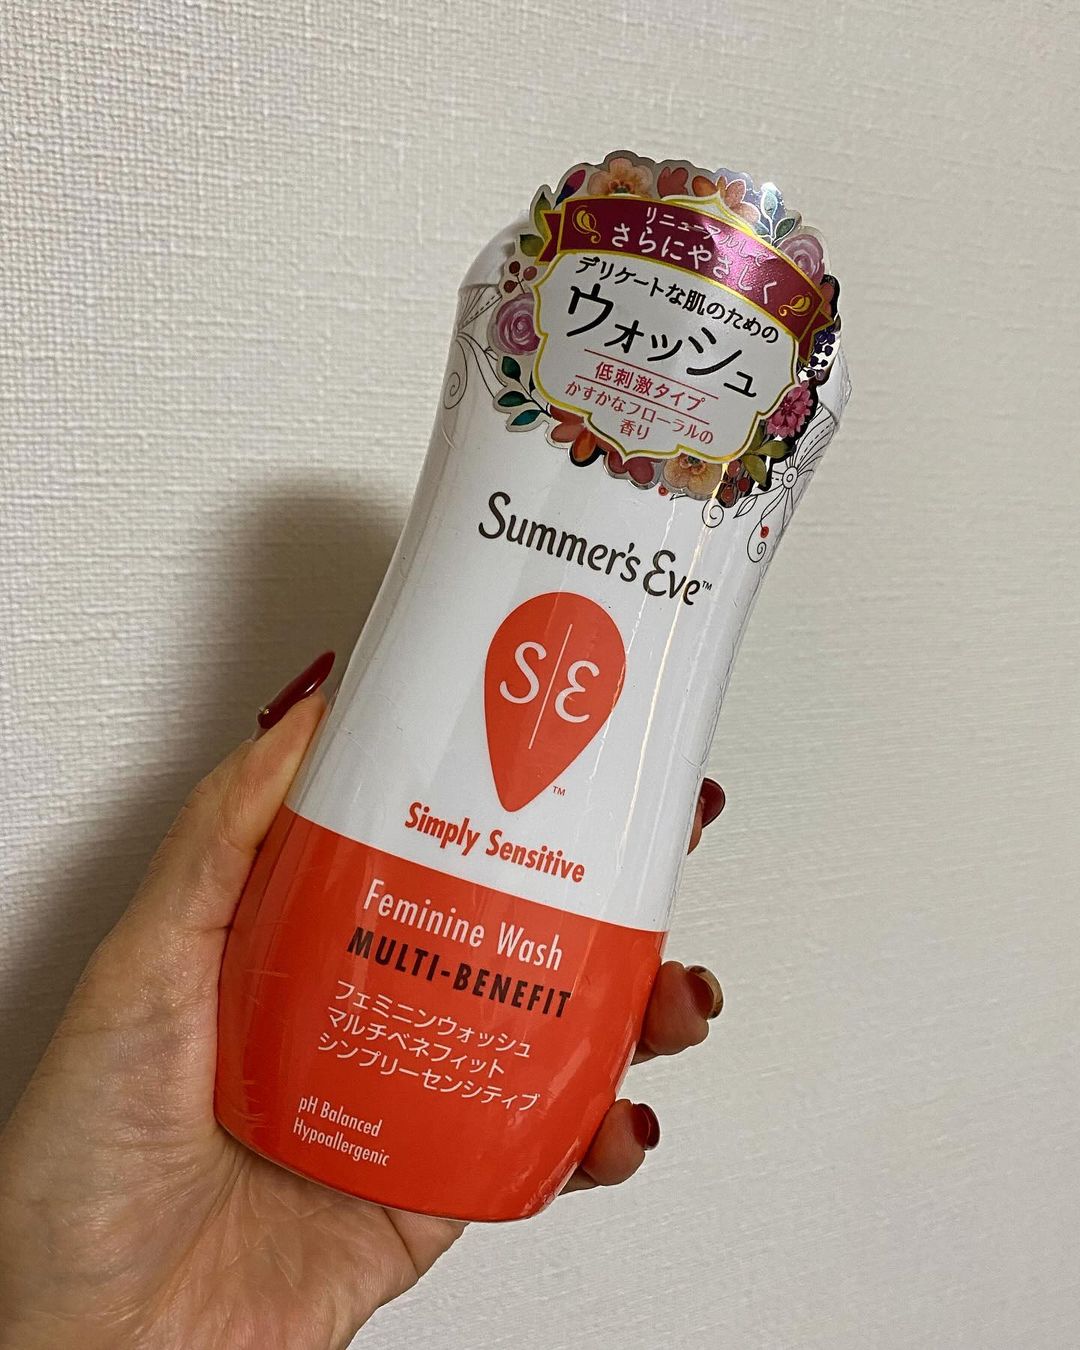 リニューアルして
さらにやさしく
デリケートな肌のための
ウォッシュ
低刺激タイプ
かすかなフローラルの
香り
Summer's Eve™
S|E
™
Simply Sensitive
Feminine Wash
MULTI-BENEFIT
フェミニンウォッシュ
マルチベネフィット
シンプリーセンシティブ
pH Balanced
Hypoallergenic